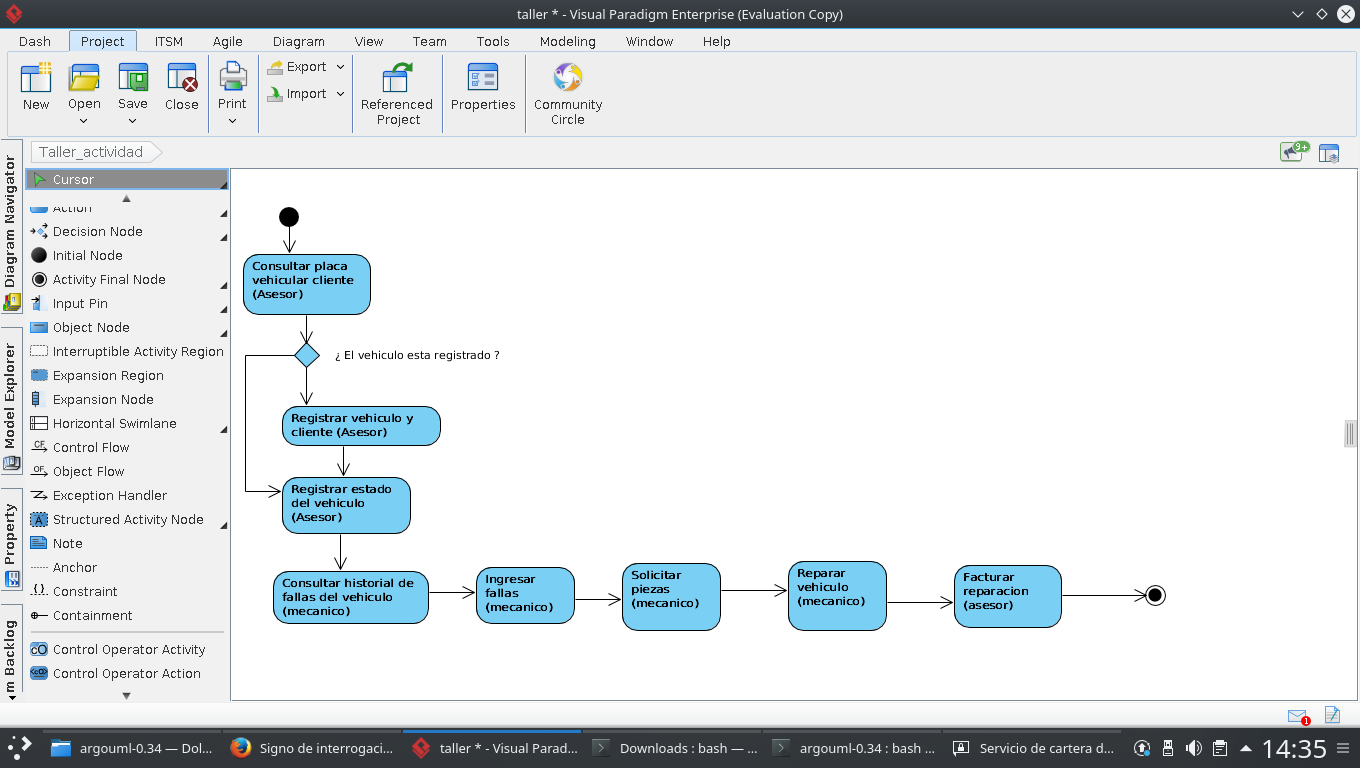 taller * - Visual Paradigm Enterprise (Evaluation Copy)
Dash Project ITSM Agile Diagram View Team Tools Modeling Window Help
New
Open
Save
Close
Print
Export
Import
Referenced
Project
Properties
Community
Circle
Taller_actividad
9+
Diagram Navigator
Model Explorer
Property
m Backlog
Cursor
Action
Decision Node
Initial Node
Activity Final Node
Input Pin
Object Node
Interruptible Activity Region
Expansion Region
Expansion Node
Horizontal Swimlane
CF
Control Flow
OF
Object Flow
Exception Handler
A
Structured Activity Node
Note
Anchor
Constraint
Containment
Control Operator Activity
Control Operator Action
Consultar placa
vehicular cliente
(Asesor)
¿ El vehiculo esta registrado ?
Registrar vehiculo y
cliente (Asesor)
Registrar estado
del vehiculo
(Asesor)
Consultar historial de
fallas del vehiculo
(mecanico)
Ingresar
fallas
(mecanico)
Solicitar
piezas
(mecanico)
Reparar
vehiculo
(mecanico)
Facturar
reparacion
(asesor)
1
argouml-0.34 — Dol...
Signo de interrogaci...
taller * - Visual Parad...
Downloads : bash — ...
argouml-0.34 : bash ...
Servicio de cartera d...
14:35